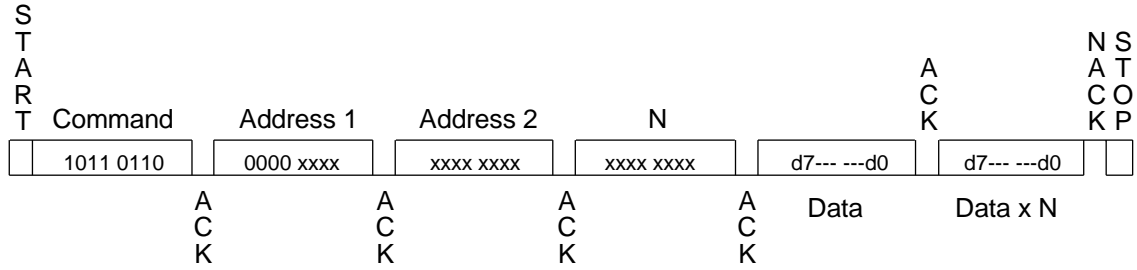 START
NACK
STOP
ACK
Command
Address 1
Address 2
N
1011 0110
0000 xxxx
xxxx xxxx
xxxx xxxx
d7--- ---d0
d7--- ---d0
ACK
ACK
ACK
ACK
Data
Data x N